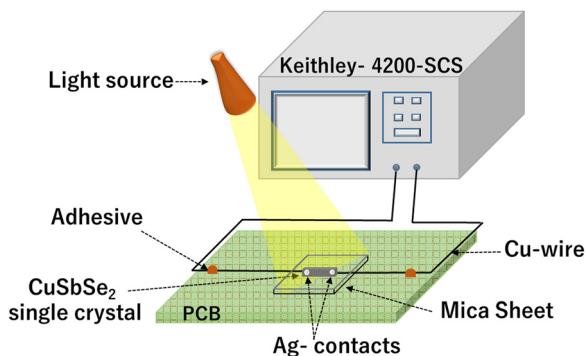 Keithley- 4200-SCS
Light source
Adhesive
Cu-wire
CuSbSe₂
single crystal
PCB
Mica Sheet
Ag- contacts